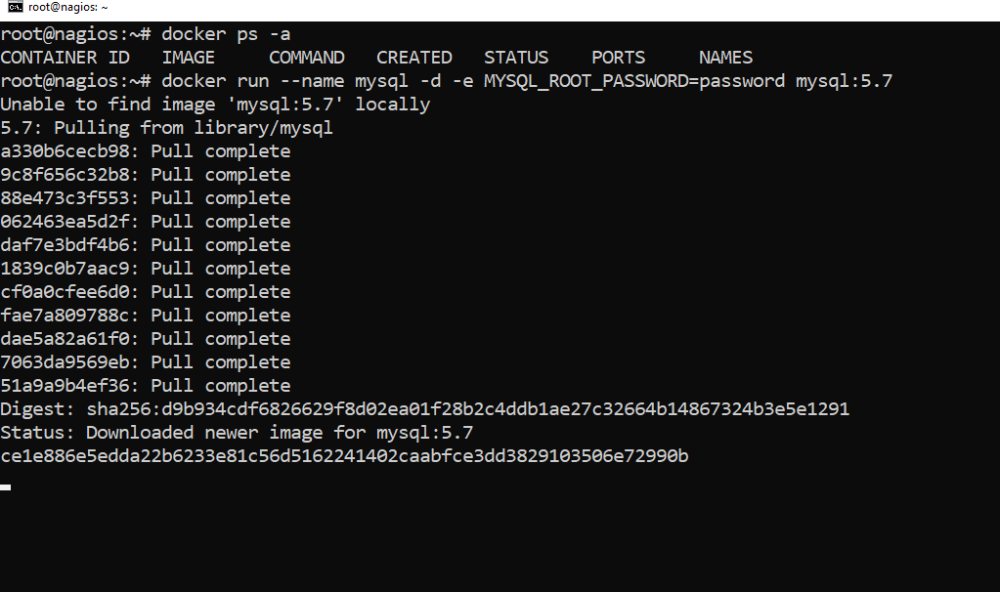 root@nagios: ~
root@nagios:~# docker ps -a
CONTAINER ID   IMAGE     COMMAND   CREATED   STATUS    PORTS     NAMES
root@nagios:~# docker run --name mysql -d -e MYSQL_ROOT_PASSWORD=password mysql:5.7
Unable to find image 'mysql:5.7' locally
5.7: Pulling from library/mysql
a330b6cecb98: Pull complete
9c8f656c32b8: Pull complete
88e473c3f553: Pull complete
062463ea5d2f: Pull complete
daf7e3bdf4b6: Pull complete
1839c0b7aac9: Pull complete
cf0a0cfee6d0: Pull complete
fae7a809788c: Pull complete
dae5a82a61f0: Pull complete
7063da9569eb: Pull complete
51a9a9b4ef36: Pull complete
Digest: sha256:d9b934cdf6826629f8d02ea01f28b2c4ddb1ae27c32664b14867324b3e5e1291
Status: Downloaded newer image for mysql:5.7
ce1e886e5edda22b6233e81c56d5162241402caabfce3dd3829103506e72990b